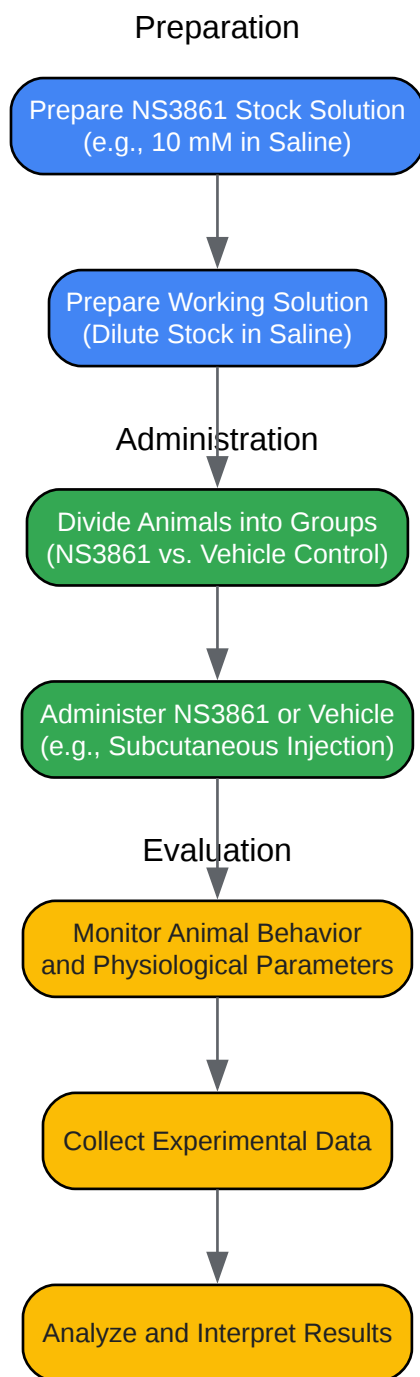 Preparation
Prepare NS3861 Stock Solution
(e.g., 10 mM in Saline)
Prepare Working Solution
(Dilute Stock in Saline)
Administration
Divide Animals into Groups
(NS3861 vs. Vehicle Control)
Administer NS3861 or Vehicle
(e.g., Subcutaneous Injection)
Evaluation
Monitor Animal Behavior
and Physiological Parameters
Collect Experimental Data
Analyze and Interpret Results